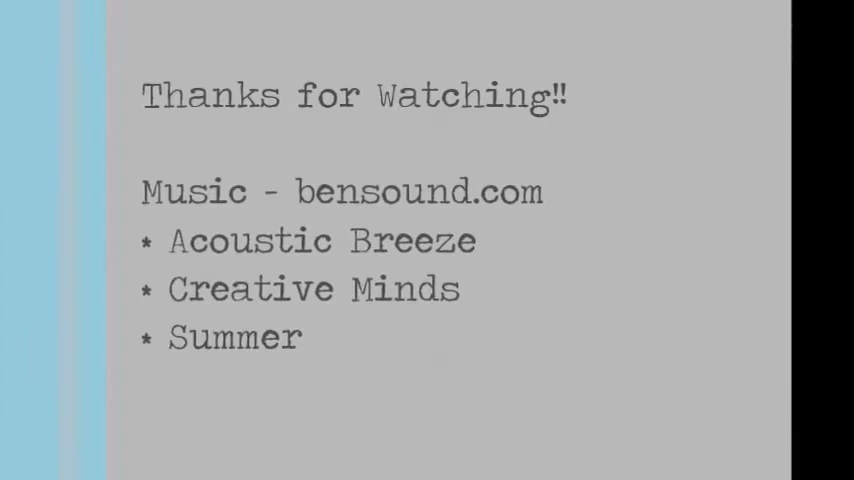 Thanks for Watching!!
Music - bensound.com
* Acoustic Breeze
* Creative Minds
* Summer